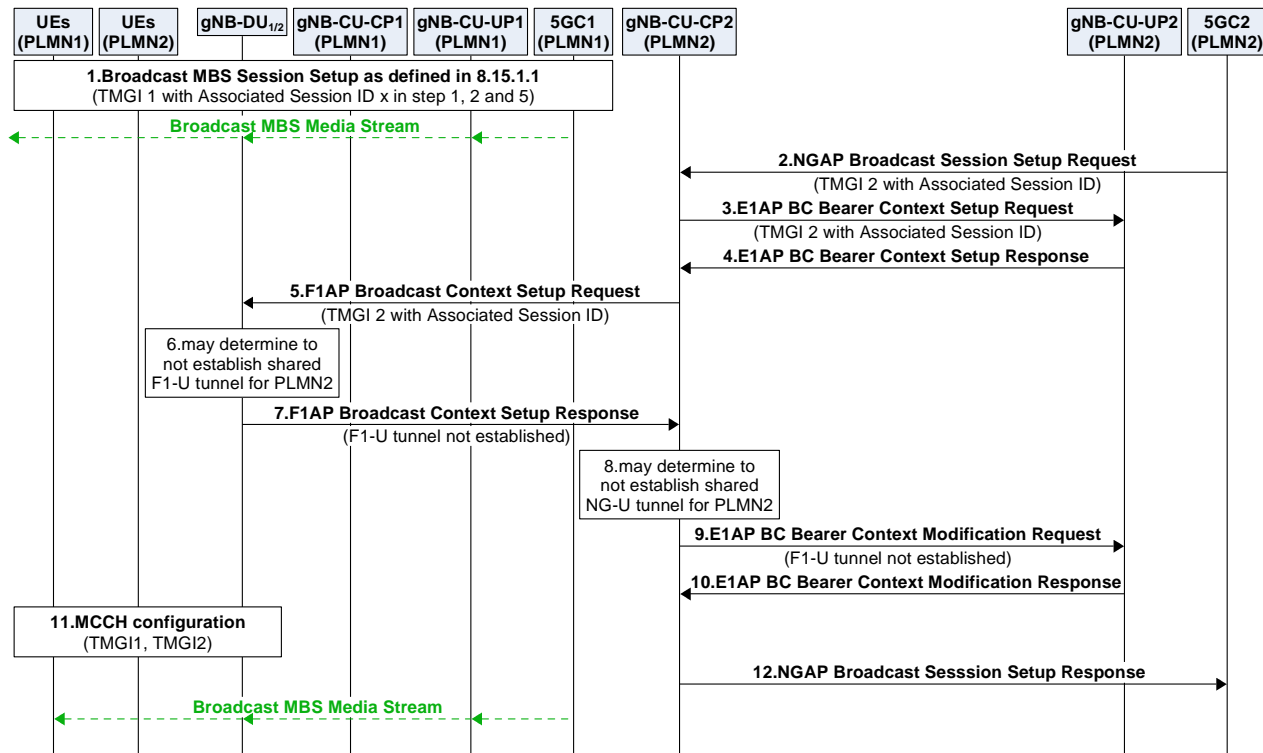 UEs
(PLMN1)
UEs
(PLMN2)
gNB-DU1/2
gNB-CU-CP1
(PLMN1)
gNB-CU-UP1
(PLMN1)
5GC1
(PLMN1)
gNB-CU-CP2
(PLMN2)
gNB-CU-UP2
(PLMN2)
5GC2
(PLMN2)
1.Broadcast MBS Session Setup as defined in 8.15.1.1
(TMGI 1 with Associated Session ID x in step 1, 2 and 5)
Broadcast MBS Media Stream
2.NGAP Broadcast Session Setup Request
(TMGI 2 with Associated Session ID)
3.E1AP BC Bearer Context Setup Request
(TMGI 2 with Associated Session ID)
4.E1AP BC Bearer Context Setup Response
5.F1AP Broadcast Context Setup Request
(TMGI 2 with Associated Session ID)
6.may determine to
not establish shared
F1-U tunnel for PLMN2
7.F1AP Broadcast Context Setup Response
(F1-U tunnel not established)
8.may determine to
not establish shared
NG-U tunnel for PLMN2
9.E1AP BC Bearer Context Modification Request
(F1-U tunnel not established)
10.E1AP BC Bearer Context Modification Response
11.MCCH configuration
(TMGI1, TMGI2)
12.NGAP Broadcast Sesssion Setup Response
Broadcast MBS Media Stream